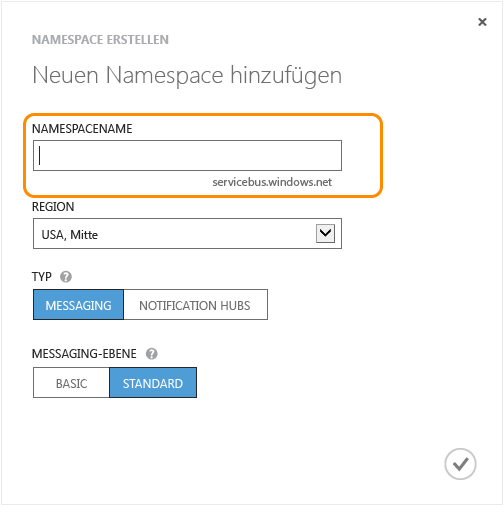 NAMESPACE ERSTELLEN
Neuen Namespace hinzufügen
NAMESPACENAME
servicebus.windows.net
REGION
USA, Mitte
TYP ?
MESSAGING NOTIFICATION HUBS
MESSAGING-EBENE ?
BASIC STANDARD